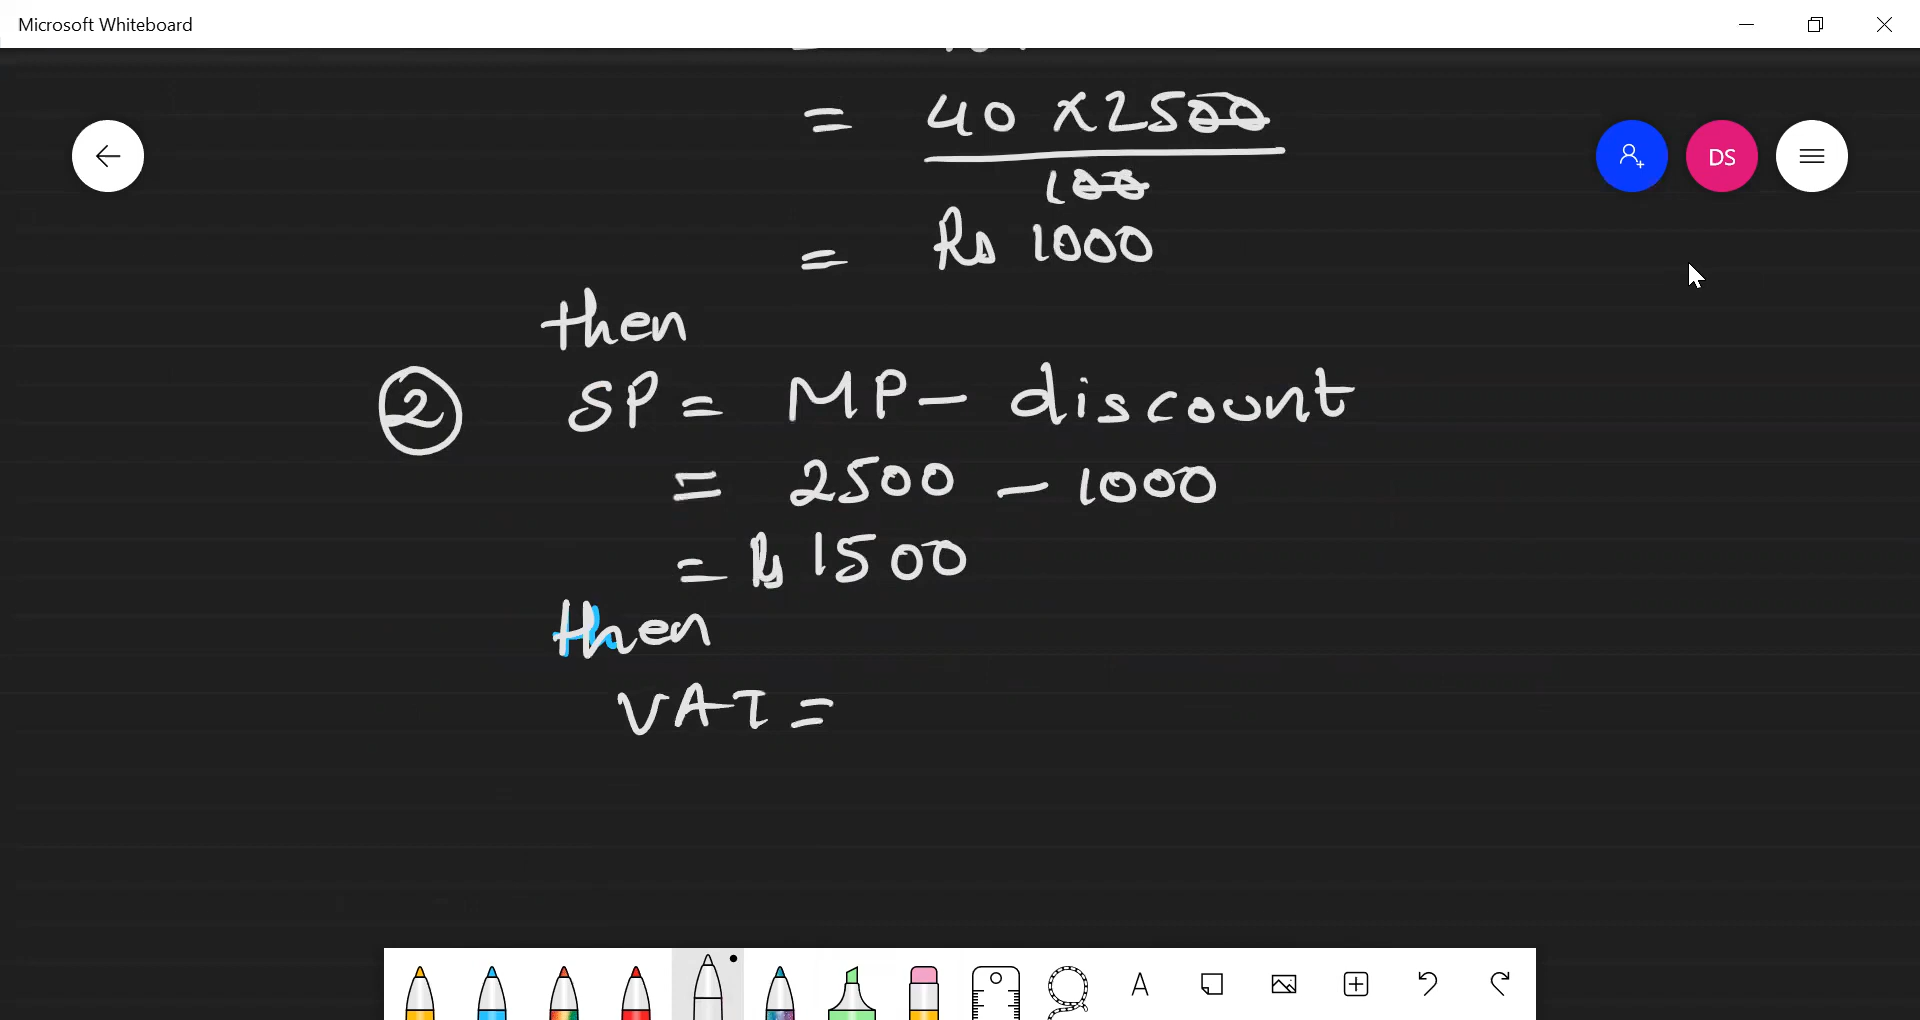 Microsoft Whiteboard
= 40 x 2500
100
= Rs 1000
then
② SP = MP - discount
= 2500 - 1000
= Rs 1500
then
VAT =
DS
A